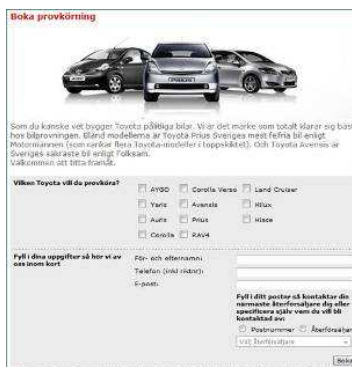 Boka provkörning
Som du kanske vet bygger Toyota pålitliga bilar. Vi är det märke som totalt klarar sig bäst
hos bilprovningen. Bland modellerna är Toyota Prius Sveriges mest felfria bil enligt
Motormännen (som rankar flera Toyota-modeller i toppskiktet). Och Toyota Avensis är
Sveriges säkraste bil enligt Folksam.
Välkommen att titta framåt.
Vilken Toyota vill du provköra?
AYGO Corolla Verso Land Cruiser
Yaris Avensis Hilux
Auris Prius Hiace
Corolla RAV4
Fyll i dina uppgifter så hör vi av
oss inom kort
För- och efternamn:
Telefon (inkl riktnr):
E-post:
Fyll i ditt postnr så kontaktar din
närmaste återförsäljare dig eller
specificera själv vem du vill bli
kontaktad av:
Postnummer Återförsäljare
Välj återförsäljare
Boka